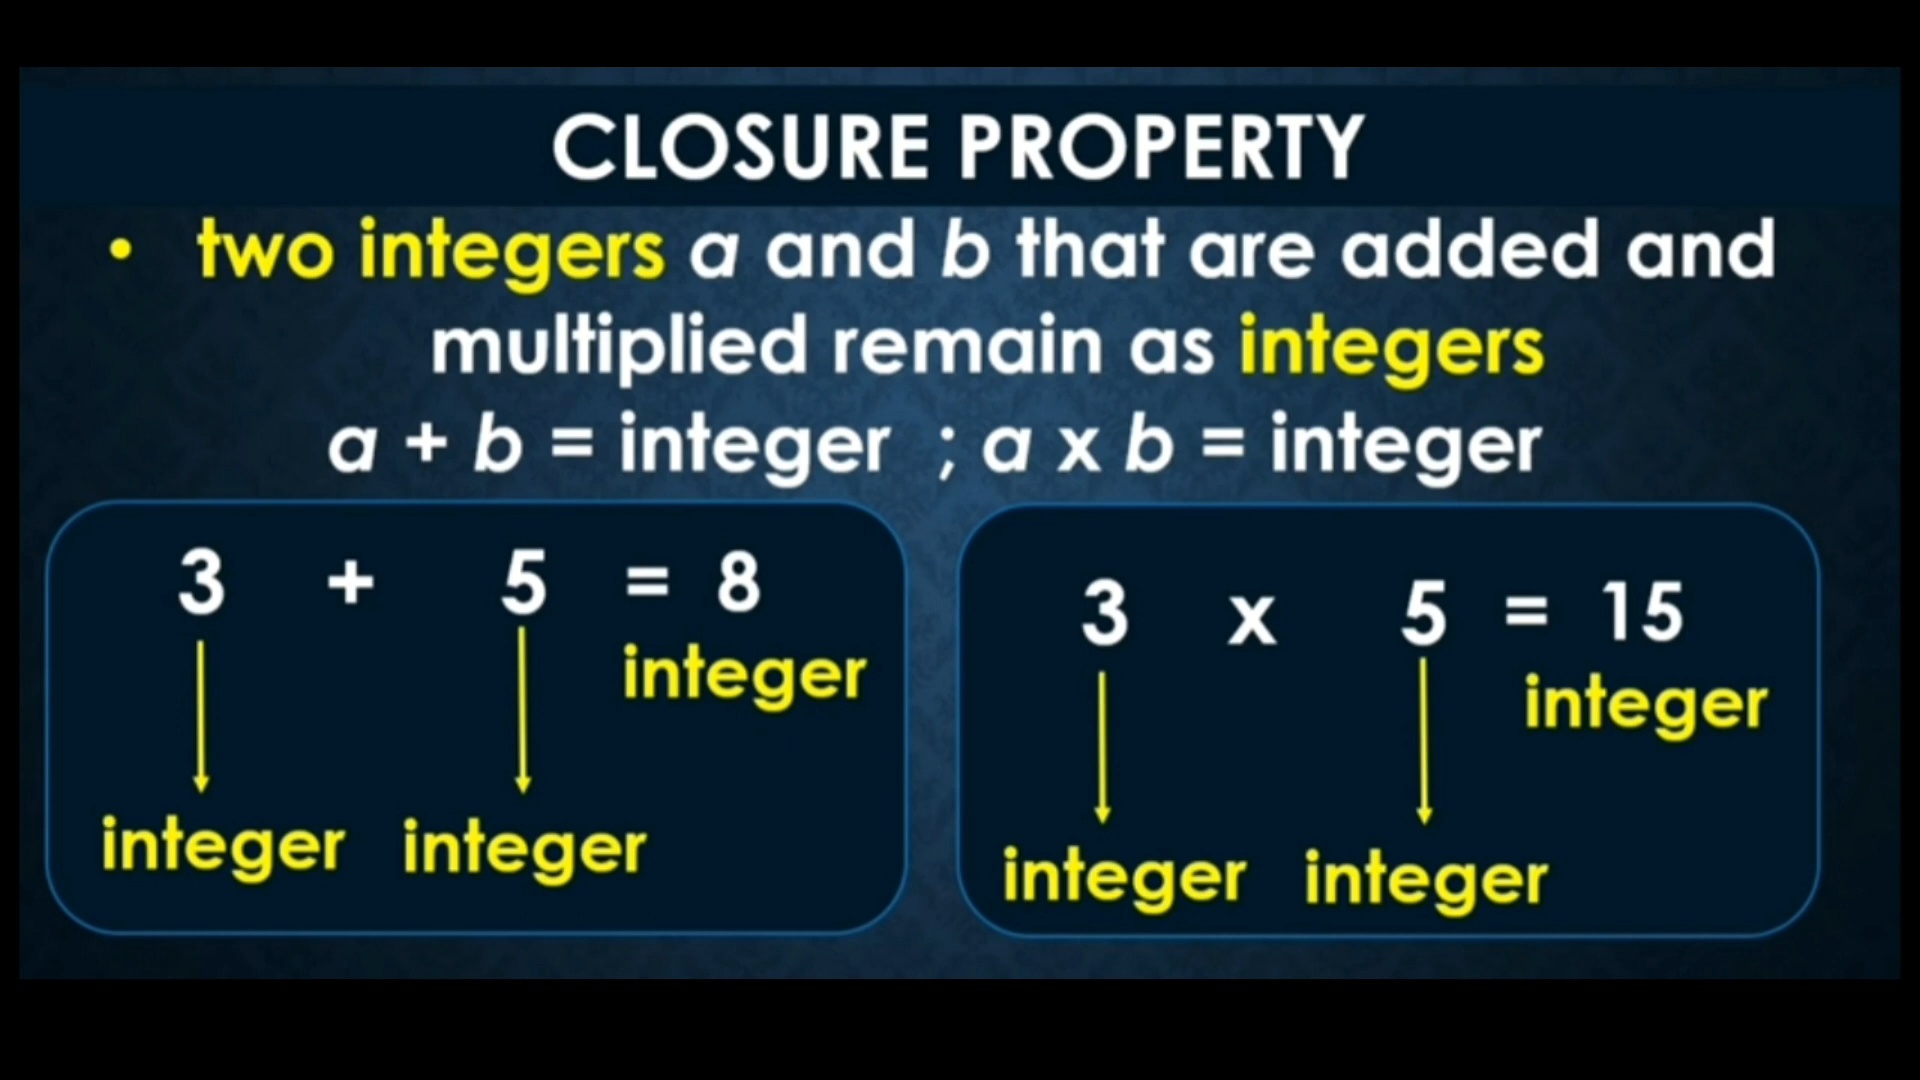 CLOSURE PROPERTY
• two integers a and b that are added and
multiplied remain as integers
a + b = integer ; a x b = integer
3 + 5 = 8
integer
integer integer
3 x 5 = 15
integer
integer integer